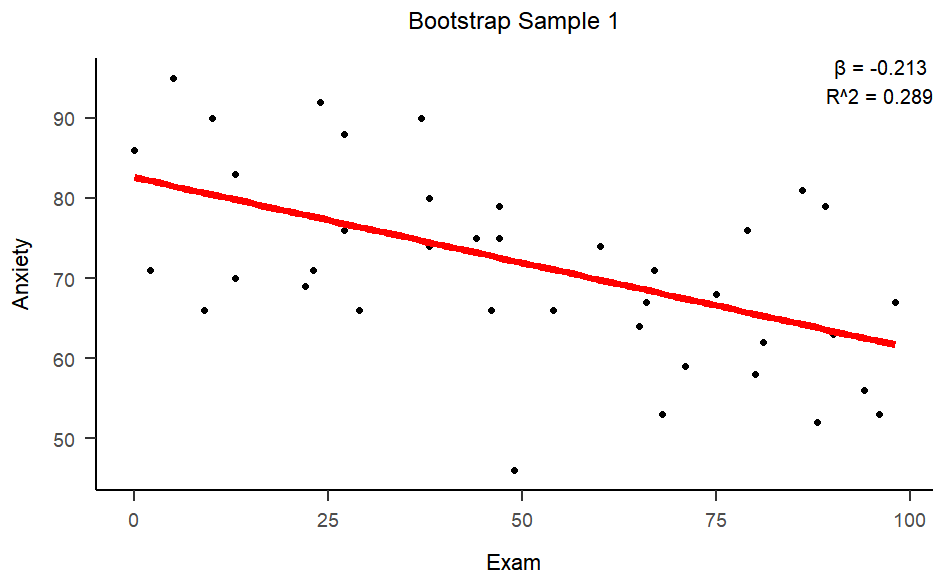 Bootstrap Sample 1
β = -0.213
R^2 = 0.289
Anxiety
90
80
70
60
50
0 25 50 75 100
Exam